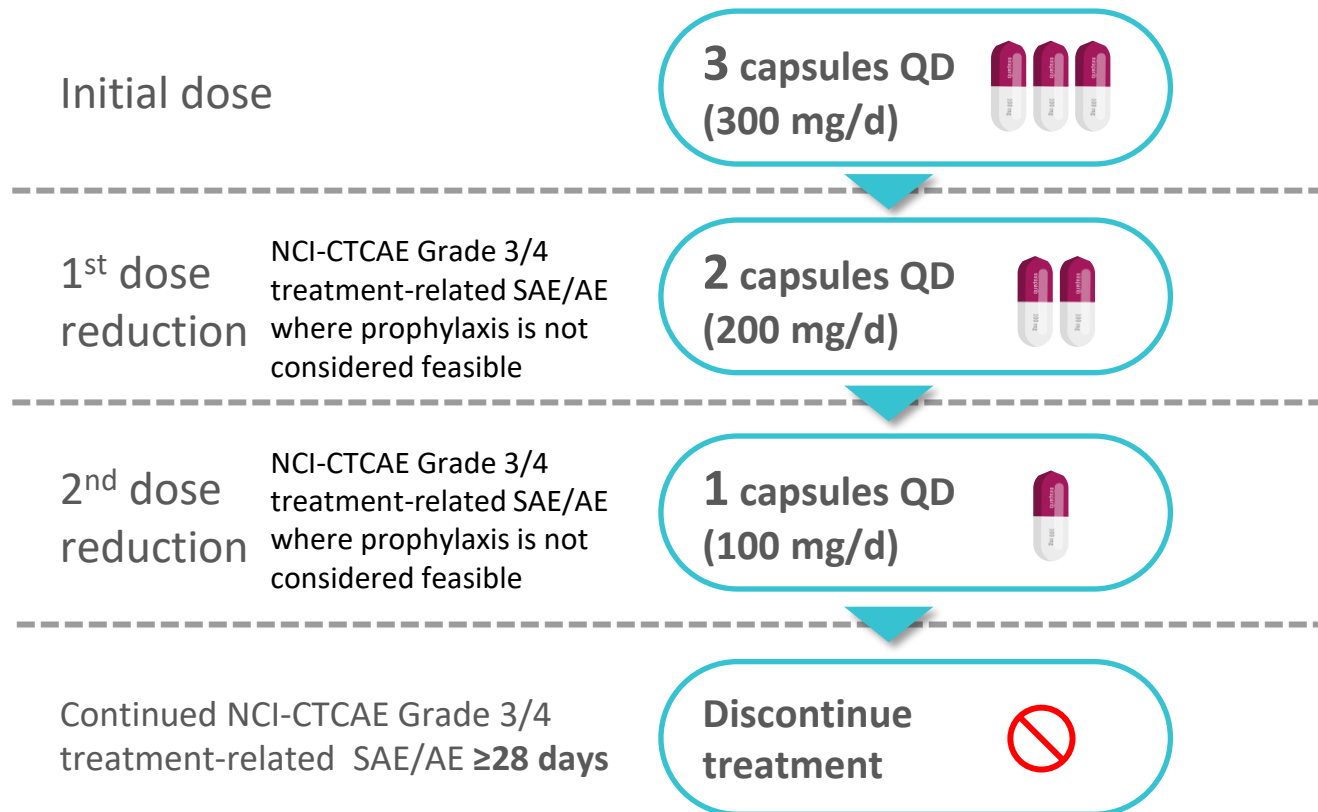 Initial dose
3 capsules QD
(300 mg/d)
1st dose
reduction
NCI-CTCAE Grade 3/4
treatment-related SAE/AE
where prophylaxis is not
considered feasible
2 capsules QD
(200 mg/d)
2nd dose
reduction
NCI-CTCAE Grade 3/4
treatment-related SAE/AE
where prophylaxis is not
considered feasible
1 capsules QD
(100 mg/d)
Continued NCI-CTCAE Grade 3/4
treatment-related SAE/AE ≥28 days
Discontinue
treatment